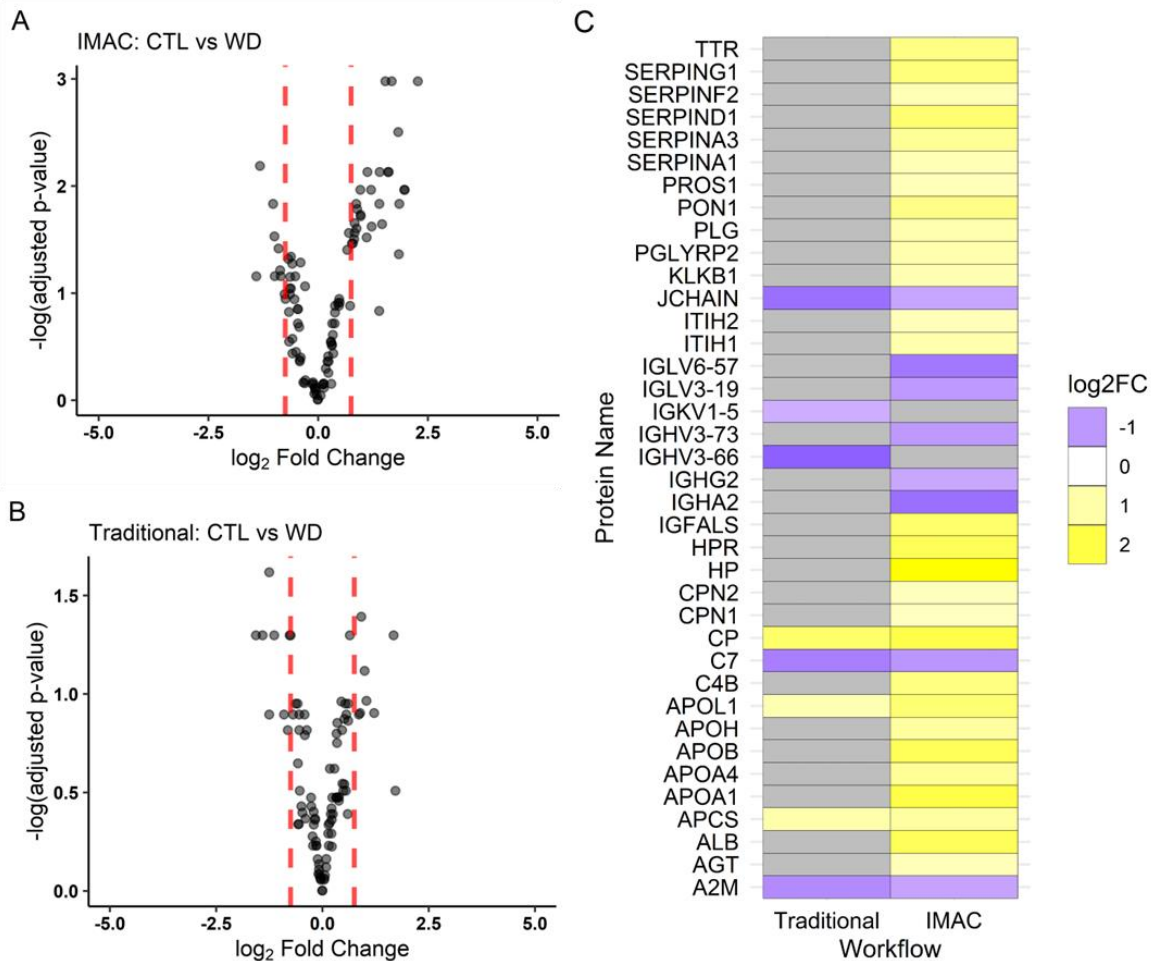 A
IMAC: CTL vs WD
-log(adjusted p-value)
3
2
1
0
-5.0 -2.5 0.0 2.5 5.0
log2 Fold Change
B
Traditional: CTL vs WD
-log(adjusted p-value)
1.5
1.0
0.5
0.0
-5.0 -2.5 0.0 2.5 5.0
log2 Fold Change
C
Protein Name
TTR
SERPING1
SERPINF2
SERPIND1
SERPINA3
SERPINA1
PROS1
PON1
PLG
PGLYRP2
KLKB1
JCHAIN
ITIH2
ITIH1
IGLV6-57
IGLV3-19
IGKV1-5
IGHV3-73
IGHV3-66
IGHG2
IGHA2
IGFALS
HPR
HP
CPN2
CPN1
CP
C7
C4B
APOL1
APOH
APOB
APOA4
APOA1
APCS
ALB
AGT
A2M
Traditional IMAC
Workflow
log2FC
-1
0
1
2